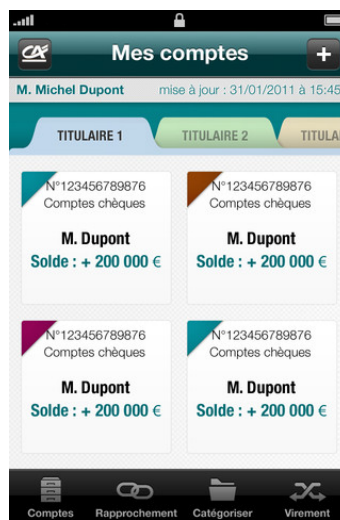 CA
Mes comptes
+
M. Michel Dupont mise à jour : 31/01/2011 à 15:45
TITULAIRE 1 TITULAIRE 2 TITULA
N°123456789876 N°123456789876
Comptes chèques Comptes chèques
M. Dupont M. Dupont
Solde : + 200 000 € Solde : + 200 000 €
N°123456789876 N°123456789876
Comptes chèques Comptes chèques
M. Dupont M. Dupont
Solde : + 200 000 € Solde : + 200 000 €
Comptes Rapprochement Catégoriser Virement